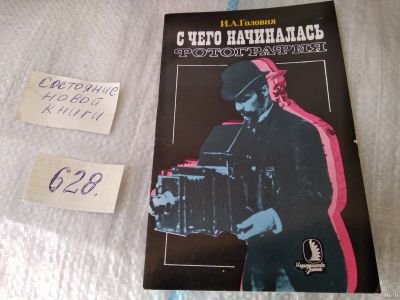 И.А.Головня
С ЧЕГО НАЧИНАЛАСЬ
ФОТОГРАФИЯ
Состояние
новой
книги
628.